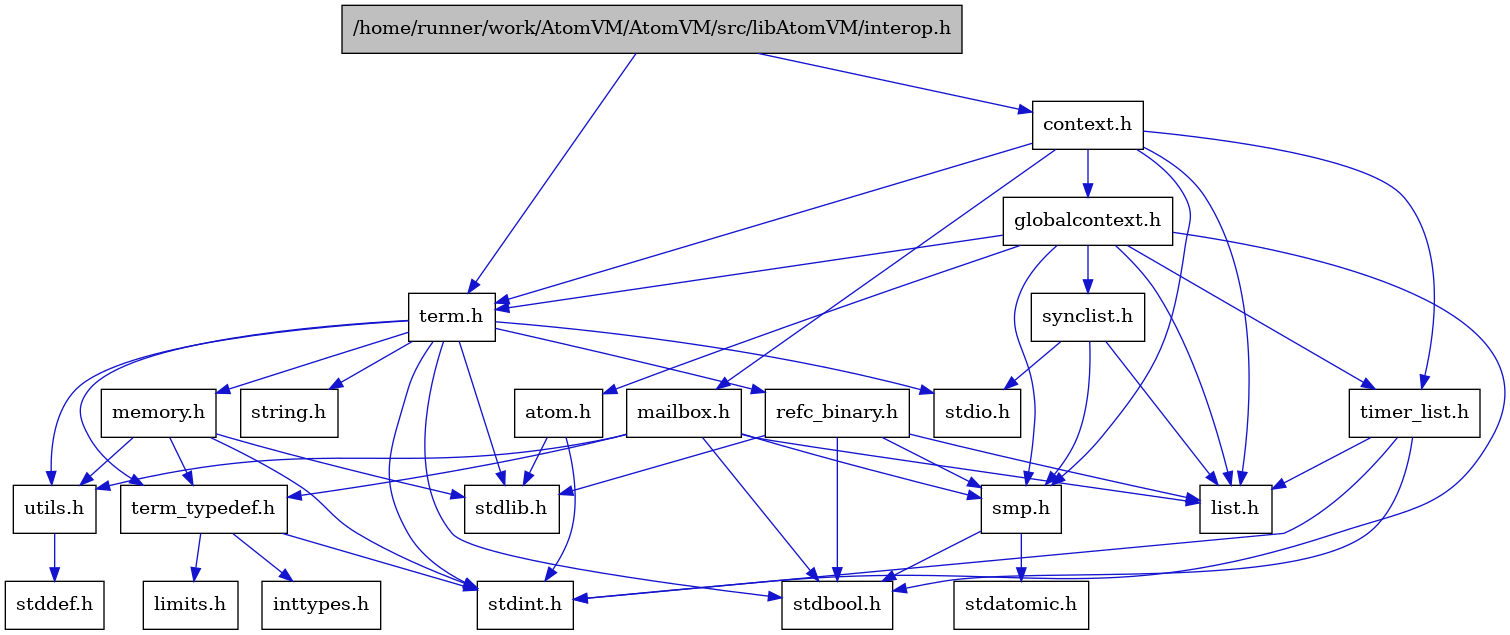 /home/runner/work/AtomVM/AtomVM/src/libAtomVM/interop.h
context.h
globalcontext.h
term.h
synclist.h
memory.h
string.h
atom.h
mailbox.h
refc_binary.h
stdio.h
timer_list.h
utils.h
term_typedef.h
stdlib.h
smp.h
list.h
stddef.h
limits.h
inttypes.h
stdint.h
stdbool.h
stdatomic.h